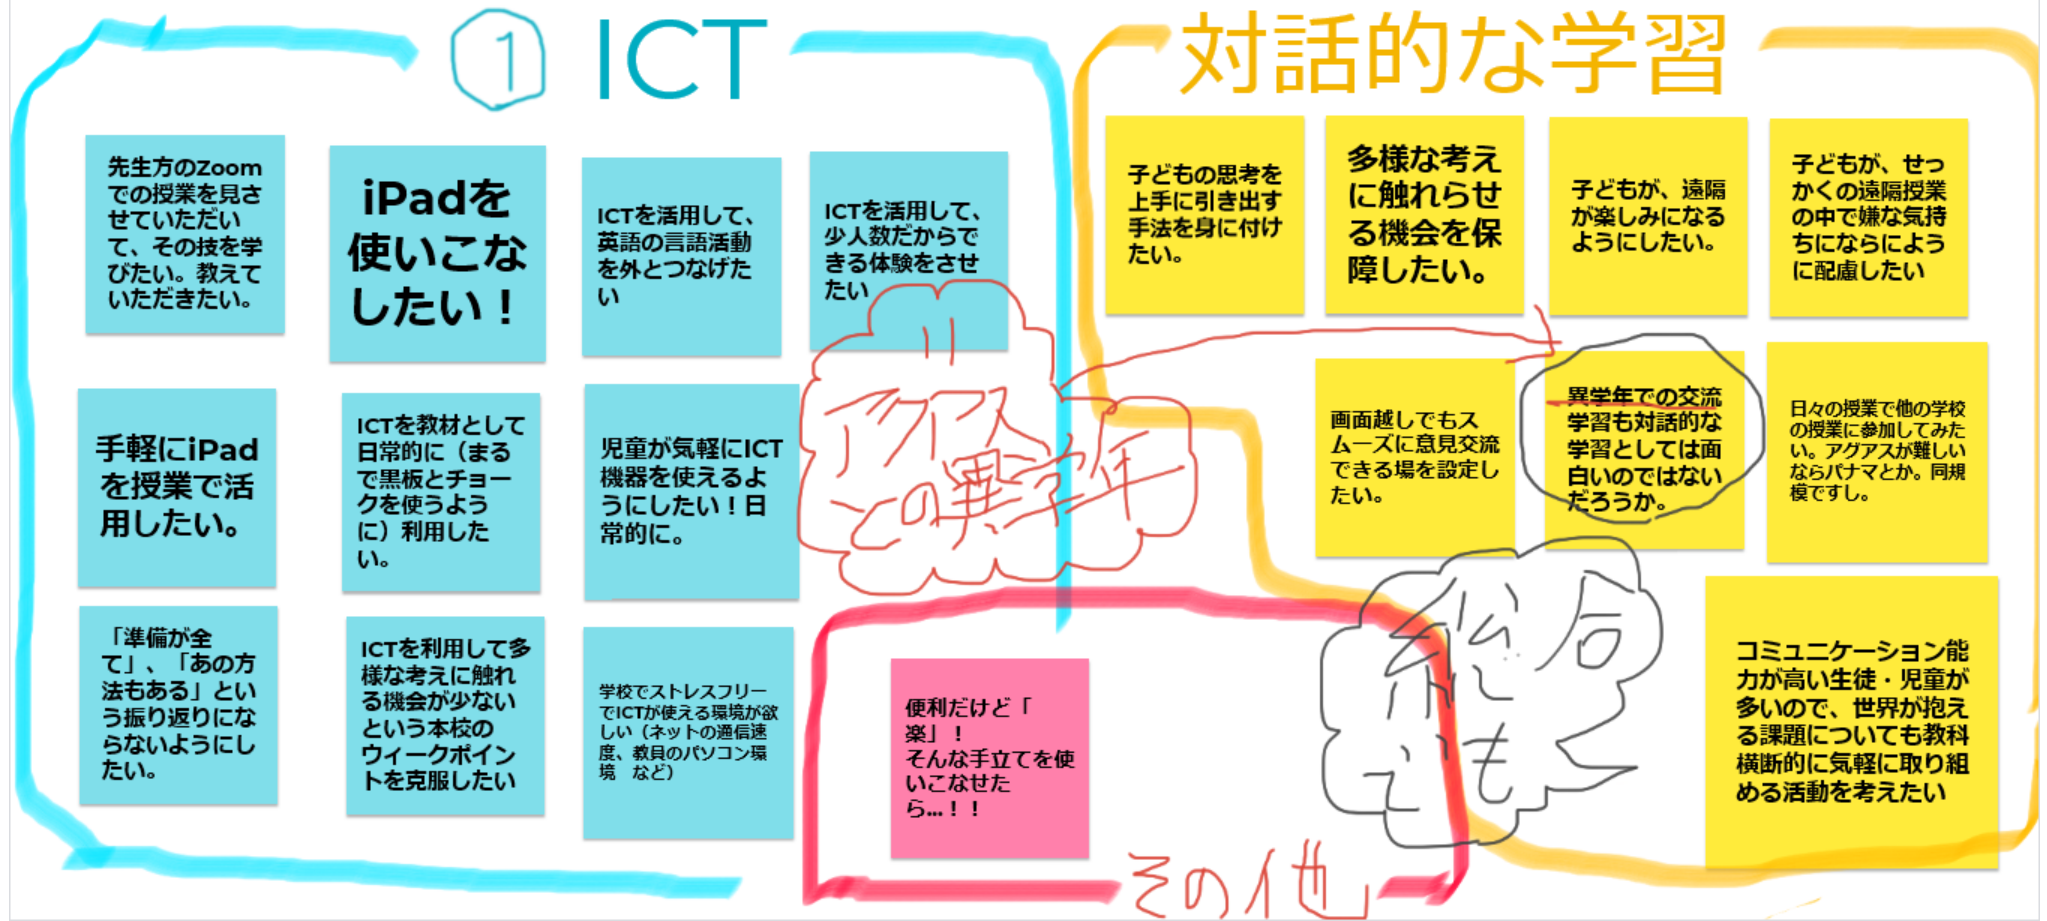 ① ICT
先生方のZoom
での授業を見さ
せていただい
て、その技を学
びたい。教えて
いただきたい。
iPadを
使いこな
したい！
ICTを活用して、
英語の言語活動
を外とつなげた
い
ICTを活用して、
少人数だからで
きる体験をさせ
たい
手軽にiPad
を授業で活
用したい。
ICTを教材として
日常的に（まる
で黒板とチョー
クを使うよう
に）利用した
い。
児童が気軽にICT
機器を使えるよ
うにしたい！日
常的に。
「準備が全
て」、「あの方
法もある」とい
う振り返りにな
らないようにし
たい。
ICTを利用して多
様な考えに触れ
る機会が少ない
という本校の
ウィークポイン
トを克服したい
学校でストレスフリー
でICTが使える環境が欲
しい（ネットの通信速
度、教員のパソコン環
境　など）
アグアス
との異学年
対話的な学習
子どもの思考を
上手に引き出す
手法を身に付け
たい。
多様な考え
に触れらせ
る機会を保
障したい。
子どもが、遠隔
が楽しみになる
ようにしたい。
子どもが、せっ
かくの遠隔授業
の中で嫌な気持
ちにならによう
に配慮したい
画面越しでもス
ムーズに意見交流
できる場を設定し
たい。
異学年での交流
学習も対話的な
学習としては面
白いのではない
だろうか。
日々の授業で他の学校
の授業に参加してみた
い。アグアスが難しい
ならパナマとか。同規
模ですし。
コミュニケーション能
力が高い生徒・児童が
多いので、世界が抱え
る課題についても教科
横断的に気軽に取り組
める活動を考えたい
総合
でも
便利だけど「
楽」！
そんな手立てを使
いこなせた
ら…！！
その他